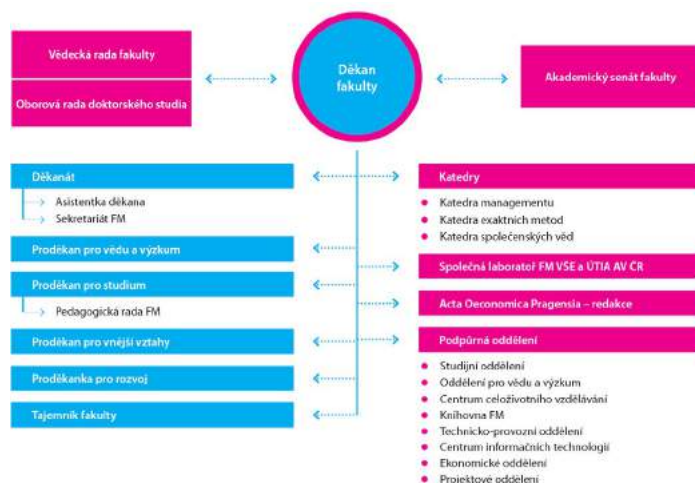 Vědecká rada fakulty
Oborová rada doktorského studia
Děkan
fakulty
Akademický senát fakulty
Děkanát
Asistentka děkana
Sekretariát FM
Proděkan pro vědu a výzkum
Proděkan pro studium
Pedagogická rada FM
Proděkan pro vnější vztahy
Proděkanka pro rozvoj
Tajemník fakulty
Katedry
Katedra managementu
Katedra exaktních metod
Katedra společenských věd
Společná laboratoř FM VŠE a ÚTIA AV ČR
Acta Oeconomica Pragensia – redakce
Podpůrná oddělení
Studijní oddělení
Oddělení pro vědu a výzkum
Centrum celoživotního vzdělávání
Knihovna FM
Technicko-provozní oddělení
Centrum informačních technologií
Ekonomické oddělení
Projektové oddělení